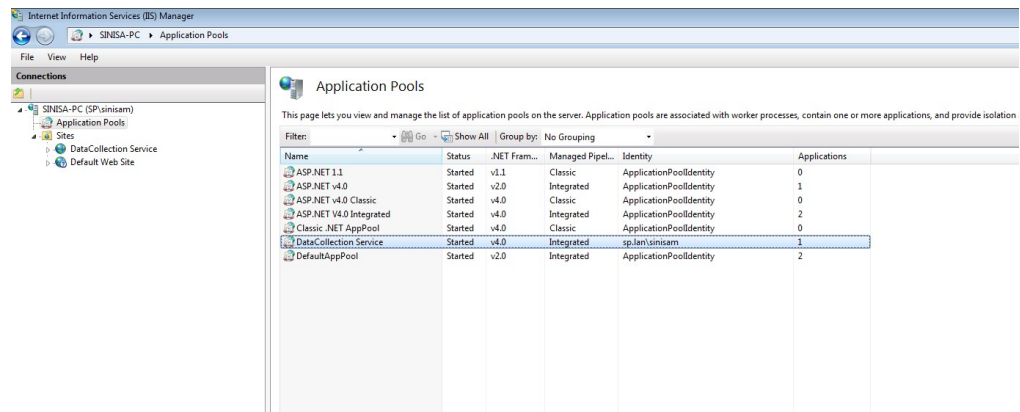 Internet Information Services (IIS) Manager
SINISA-PC Application Pools
File View Help
Connections
SINISA-PC (SP\sinisam)
Application Pools
Sites
DataCollection Service
Default Web Site
Application Pools
This page lets you view and manage the list of application pools on the server. Application pools are associated with worker processes, contain one or more applications, and provide isolation
Filter: Go Show All Group by: No Grouping
Name Status .NET Fram... Managed Pipel... Identity Applications
ASP.NET 1.1 Started v1.1 Classic ApplicationPoolIdentity 0
ASP.NET v4.0 Started v2.0 Integrated ApplicationPoolIdentity 1
ASP.NET v4.0 Classic Started v4.0 Classic ApplicationPoolIdentity 0
ASP.NET V4.0 Integrated Started v4.0 Integrated ApplicationPoolIdentity 2
Classic .NET AppPool Started v4.0 Classic ApplicationPoolIdentity 0
DataCollection Service Started v4.0 Integrated sp.lan\sinisam 1
DefaultAppPool Started v2.0 Integrated ApplicationPoolIdentity 2